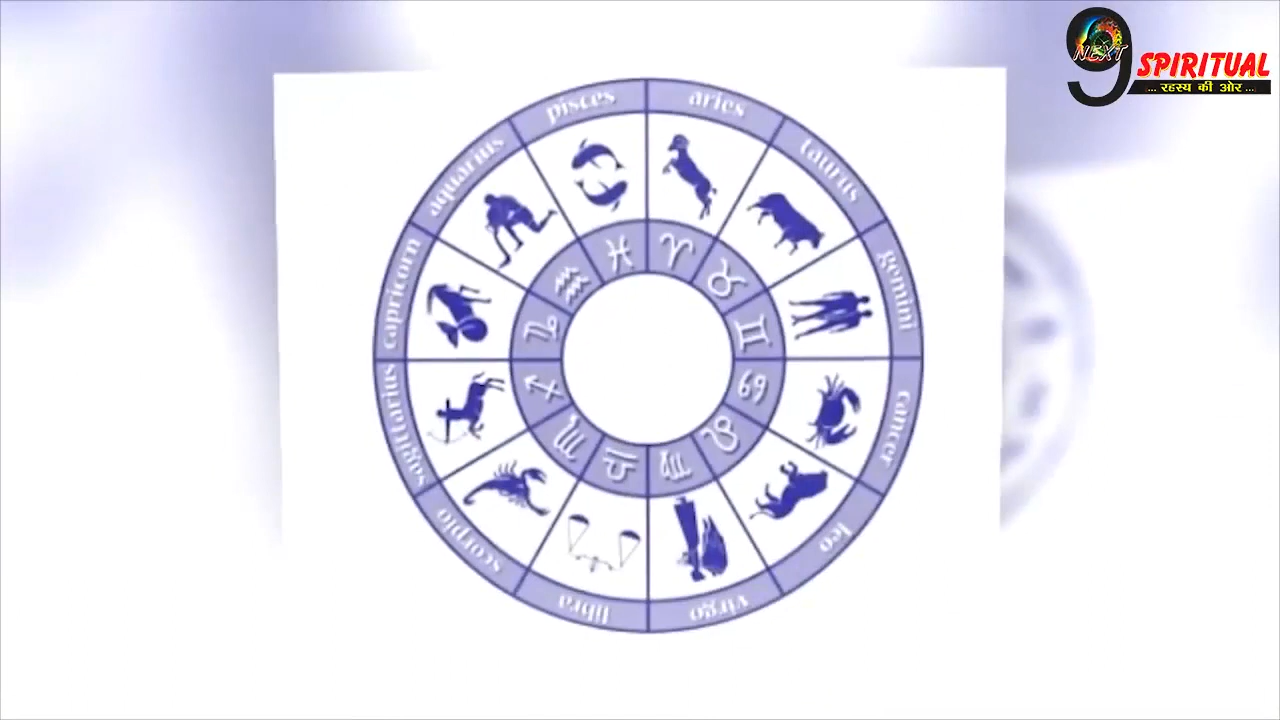 9
NEXT
SPIRITUAL
... रहस्य की ओर ...
aries
taurus
gemini
cancer
leo
virgo
libra
scorpio
sagittarius
capricorn
aquarius
pisces